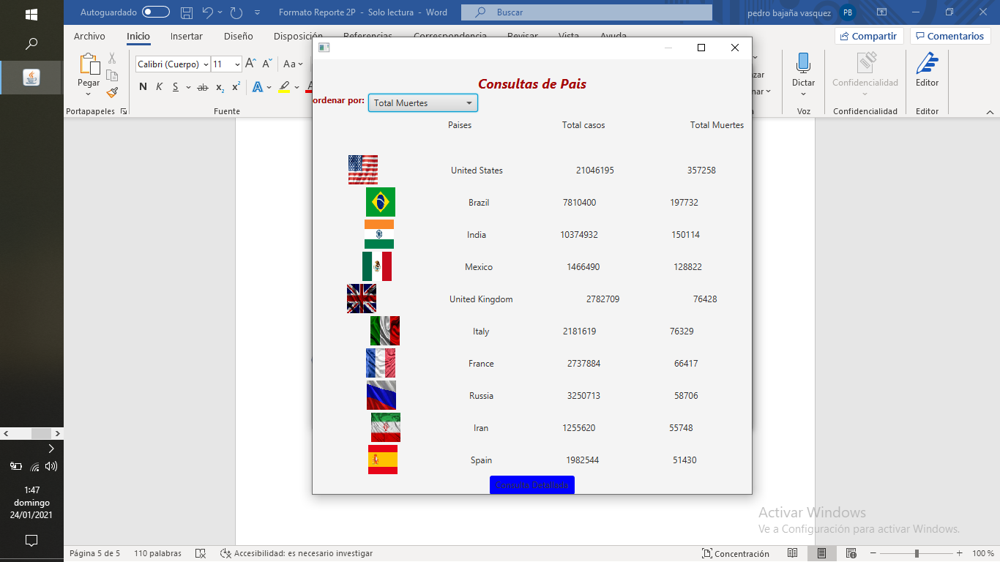 Autoguardado Formato Reporte 2P - Solo lectura - Word Buscar pedro bajaña vasquez PB
Archivo Inicio Insertar Diseño Disposición Referencias Correspondencia Revisar Vista Ayuda Compartir Comentarios
Calibri (Cuerpo) 11 A A Aa
Pegar N K S ab x₂ x² A
Dictar Confidencialidad Editor
Portapapeles Fuente Voz Confidencialidad Editor
Consultas de Pais
ordenar por: Total Muertes
Paises Total casos Total Muertes
United States 21046195 357258
Brazil 7810400 197732
India 10374932 150114
Mexico 1466490 128822
United Kingdom 2782709 76428
Italy 2181619 76329
France 2737884 66417
Russia 3250713 58706
Iran 1255620 55748
Spain 1982544 51430
Consulta Detallada
1:47
domingo
24/01/2021
Activar Windows
Ve a Configuración para activar Windows.
Página 5 de 5 110 palabras Accesibilidad: es necesario investigar Concentración 100 %